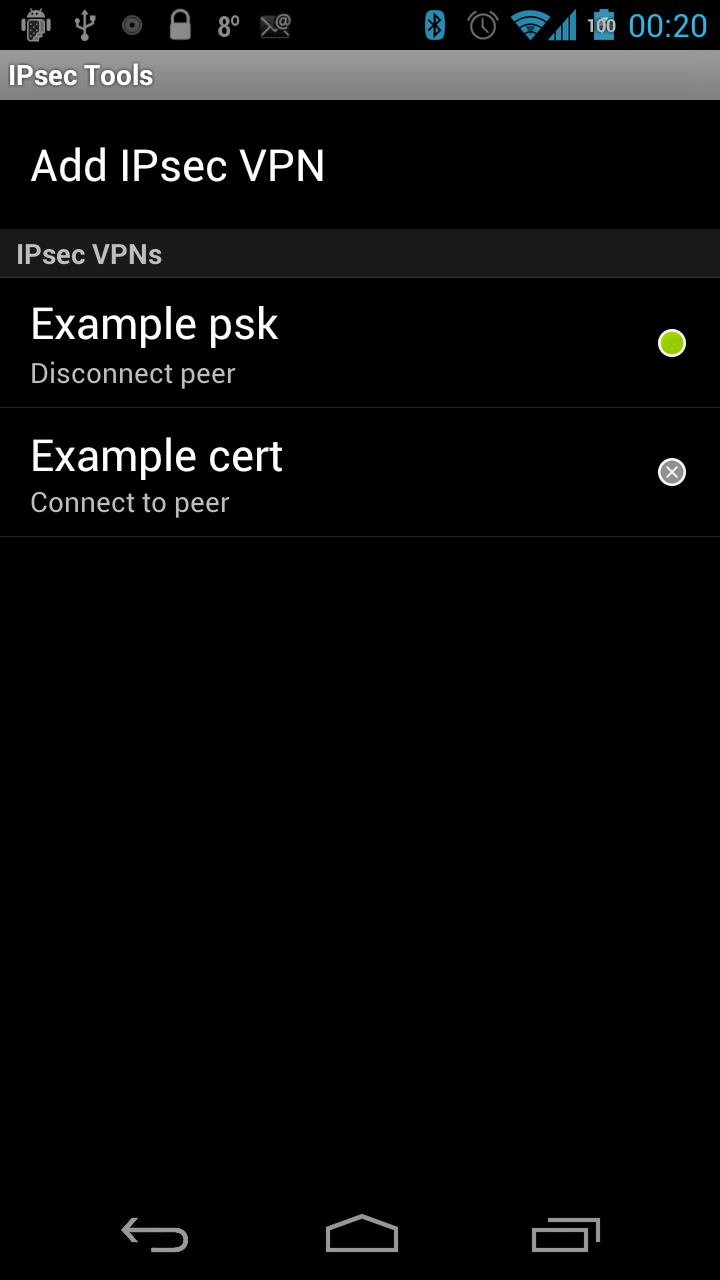 8º 100 00:20
IPsec Tools
Add IPsec VPN
IPsec VPNs
Example psk
Disconnect peer
Example cert
Connect to peer